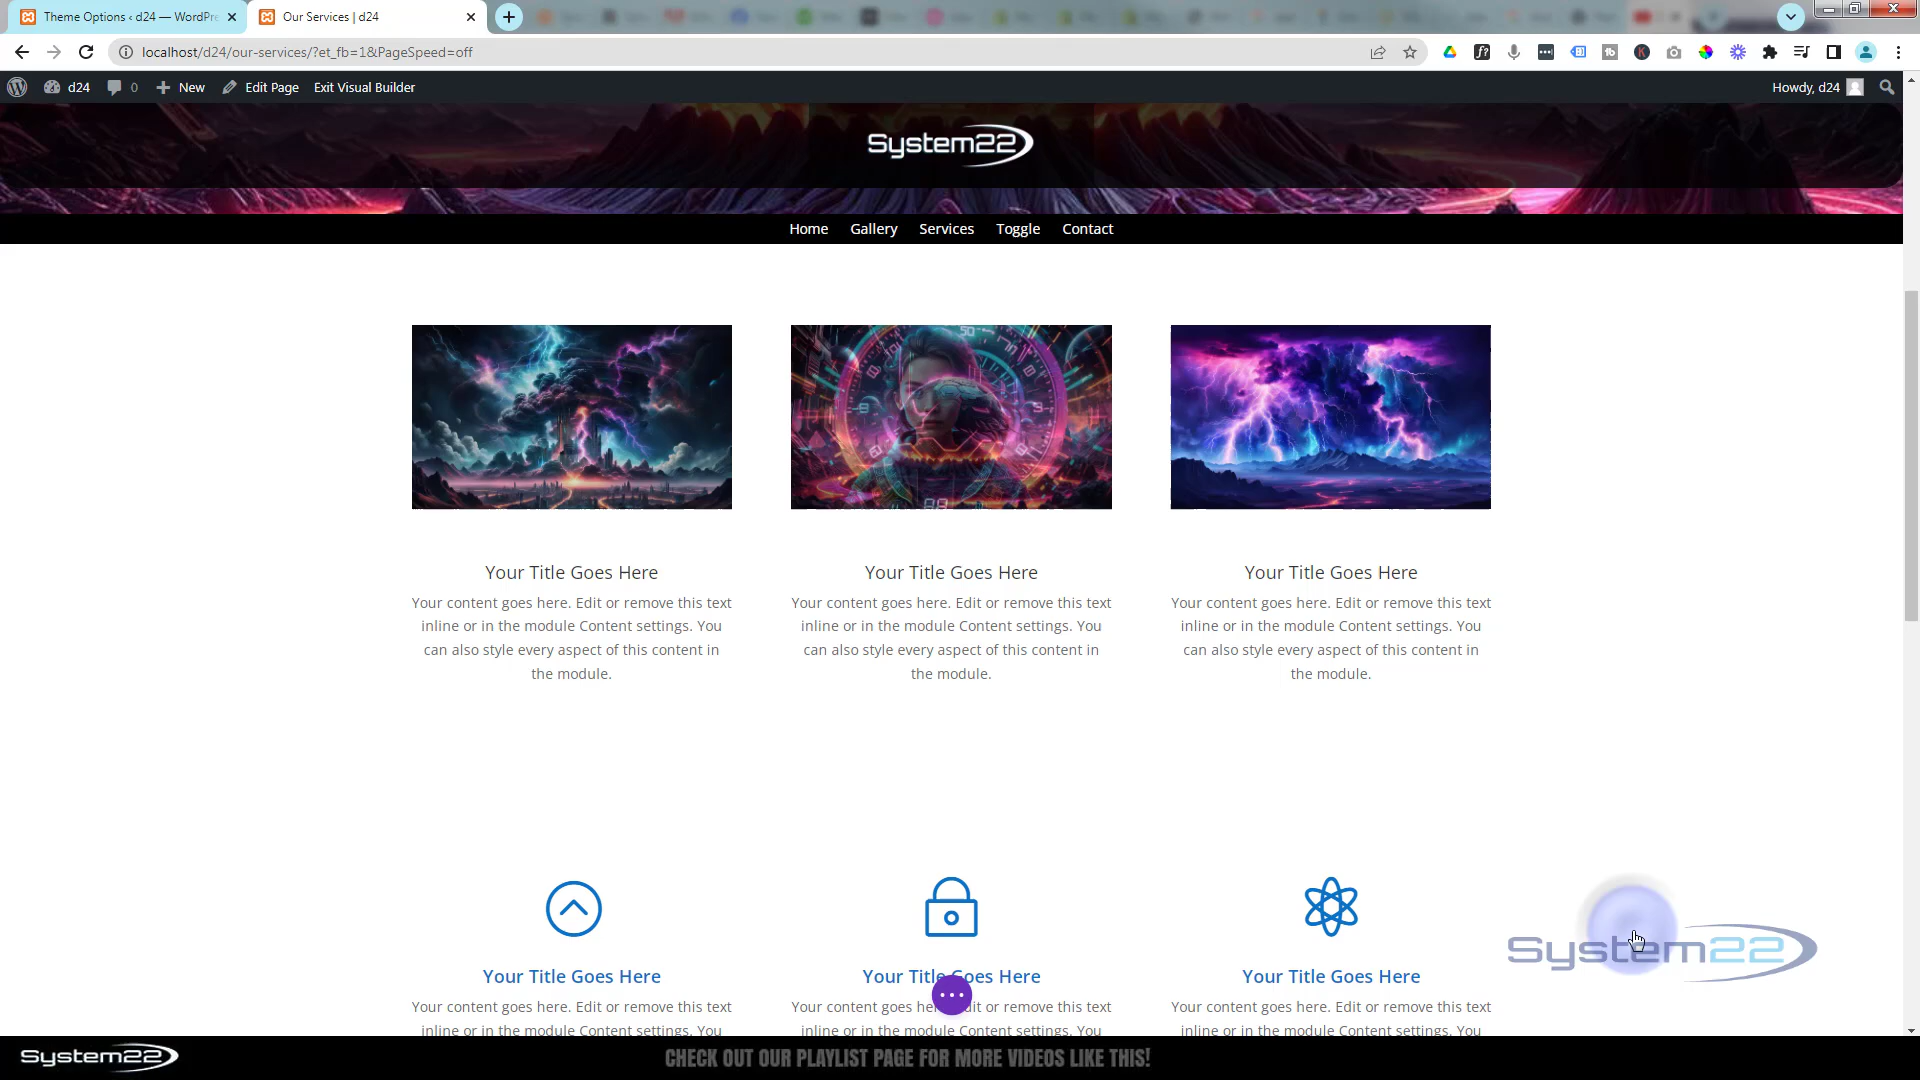 Theme Options ‹ d24 — WordPre
Our Services | d24
localhost/d24/our-services/?et_fb=1&PageSpeed=off
d24
0
New
Edit Page
Exit Visual Builder
Howdy, d24
System22
Home
Gallery
Services
Toggle
Contact
Your Title Goes Here
Your content goes here. Edit or remove this text
inline or in the module Content settings. You
can also style every aspect of this content in
the module.
Your Title Goes Here
Your content goes here. Edit or remove this text
inline or in the module Content settings. You
can also style every aspect of this content in
the module.
Your Title Goes Here
Your content goes here. Edit or remove this text
inline or in the module Content settings. You
can also style every aspect of this content in
the module.
Your Title Goes Here
Your content goes here. Edit or remove this text
inline or in the module Content settings. You
Your Title Goes Here
Your content goes here. Edit or remove this text
inline or in the module Content settings. You
Your Title Goes Here
Your content goes here. Edit or remove this text
inline or in the module Content settings. You
System22
System22
CHECK OUT OUR PLAYLIST PAGE FOR MORE VIDEOS LIKE THIS!